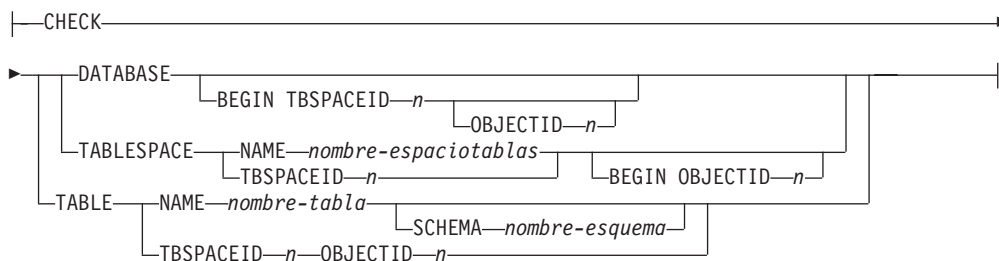 CHECK
DATABASE
BEGIN TBSPACEID n
OBJECTID n
TABLESPACE NAME nombre-espaciotablas
TBSPACEID n BEGIN OBJECTID n
TABLE NAME nombre-tabla
SCHEMA nombre-esquema
TBSPACEID n OBJECTID n